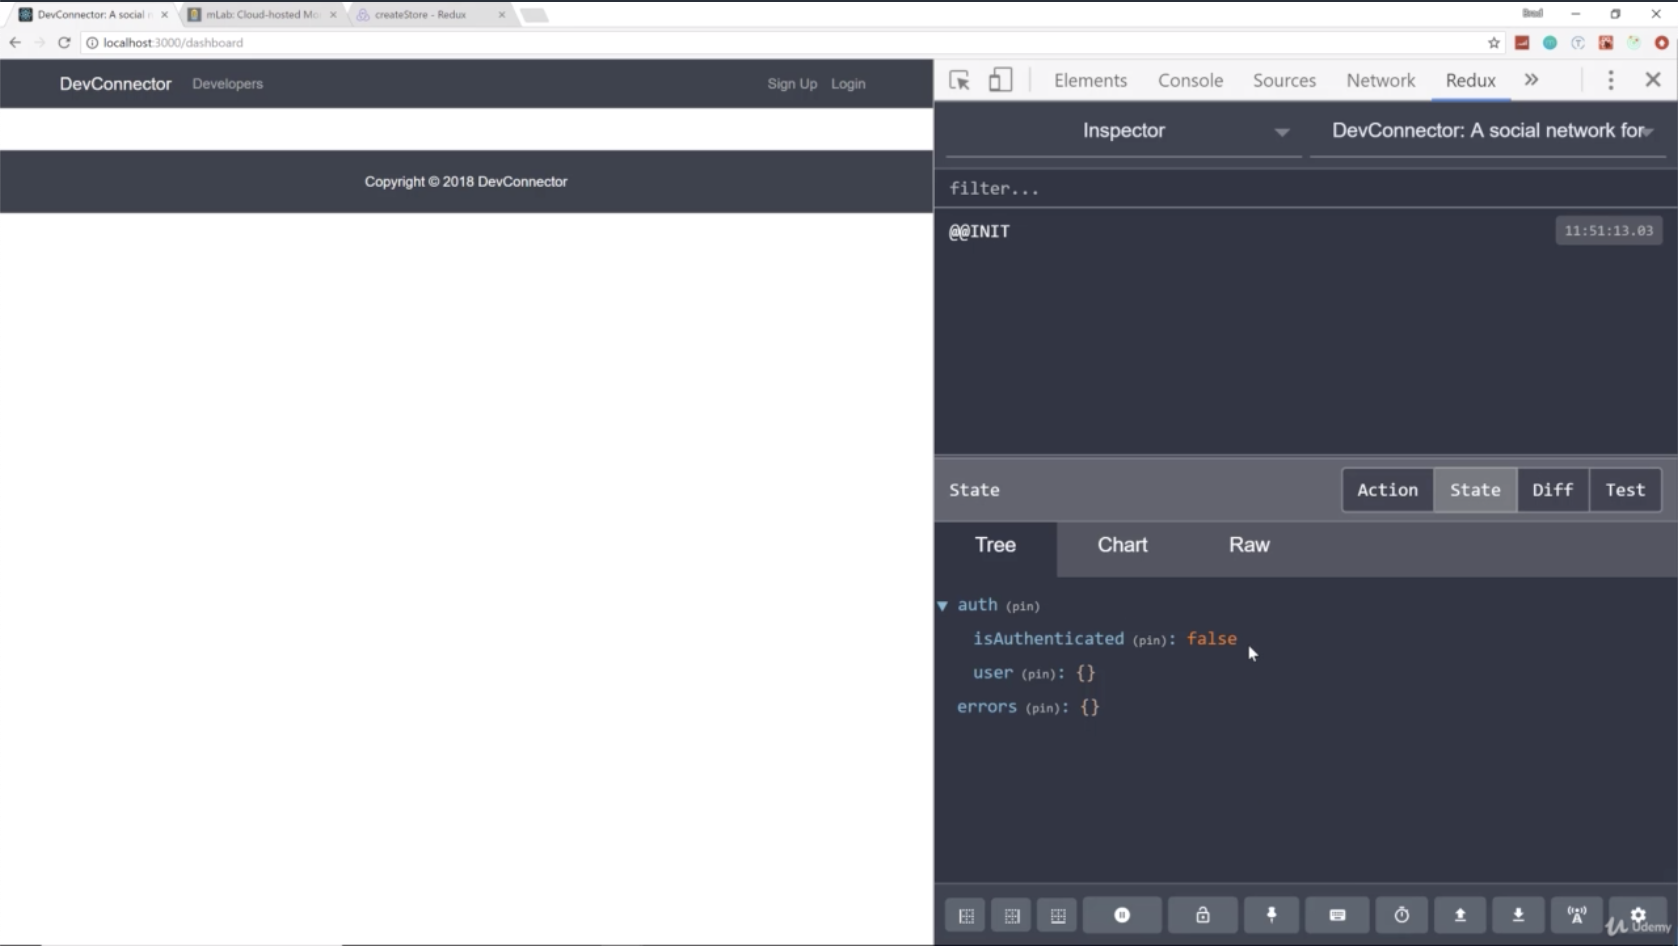 DevConnector: A social n
mLab: Cloud-hosted Mo
createStore - Redux
Brad
localhost:3000/dashboard
DevConnector Developers Sign Up Login
Copyright © 2018 DevConnector
Elements Console Sources Network Redux
Inspector DevConnector: A social network for
filter...
@@INIT 11:51:13.03
State Action State Diff Test
Tree Chart Raw
auth (pin)
isAuthenticated (pin): false
user (pin): {}
errors (pin): {}
Udemy